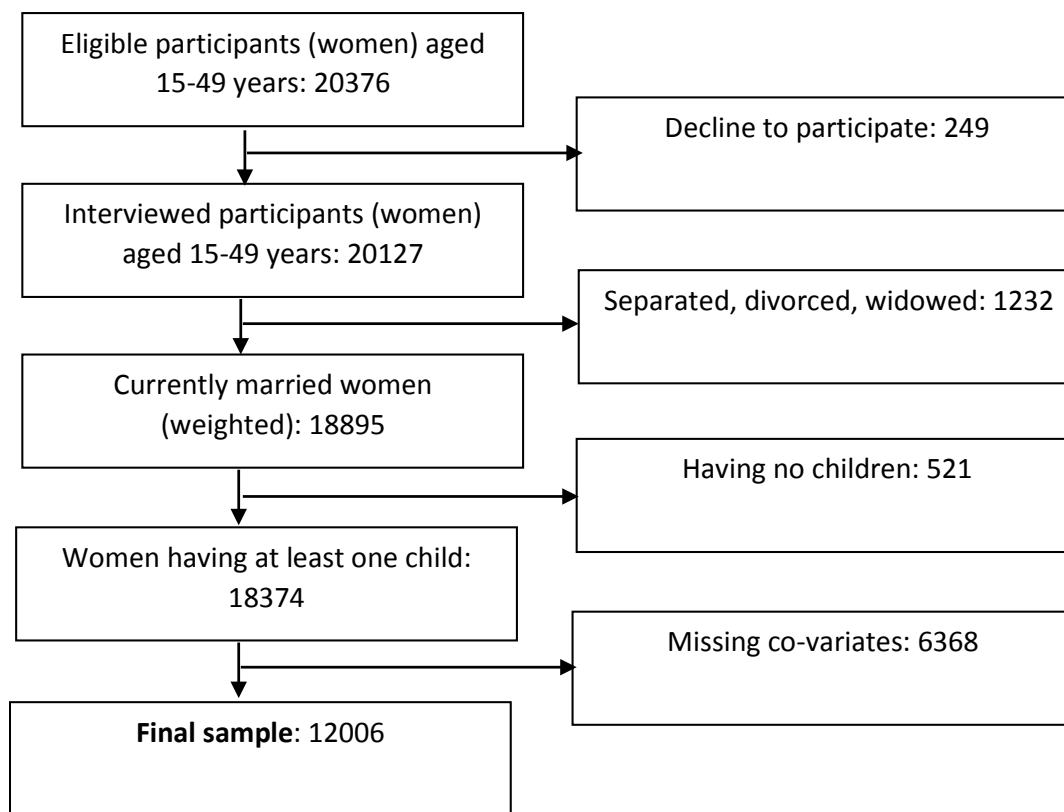 Eligible participants (women) aged
15-49 years: 20376
Decline to participate: 249
Interviewed participants (women)
aged 15-49 years: 20127
Separated, divorced, widowed: 1232
Currently married women
(weighted): 18895
Having no children: 521
Women having at least one child:
18374
Missing co-variates: 6368
Final sample: 12006